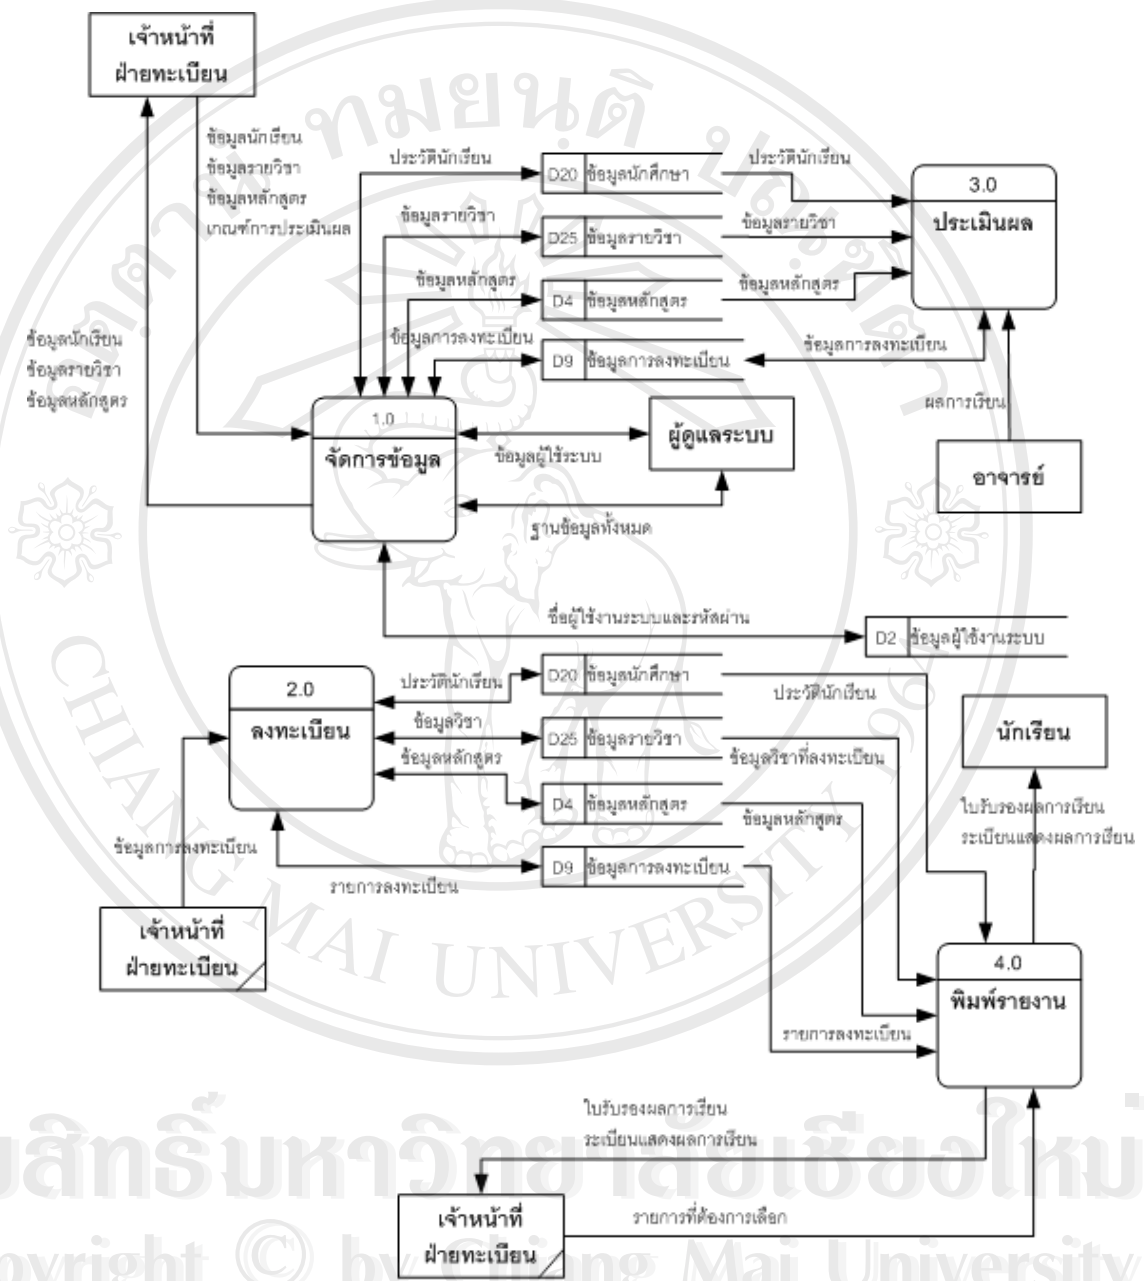 เจ้าหน้าที่
ฝ่ายทะเบียน
ข้อมูลนักเรียน
ข้อมูลรายวิชา
ข้อมูลหลักสูตร
เกณฑ์การประเมินผล
ประวัตินักเรียน
D20 ข้อมูลนักศึกษา
ประวัตินักเรียน
3.0
ประเมินผล
ข้อมูลรายวิชา
D25 ข้อมูลรายวิชา
ข้อมูลรายวิชา
ข้อมูลหลักสูตร
D4 ข้อมูลหลักสูตร
ข้อมูลหลักสูตร
ข้อมูลการลงทะเบียน
D9 ข้อมูลการลงทะเบียน
ข้อมูลการลงทะเบียน
ข้อมูลนักเรียน
ข้อมูลรายวิชา
ข้อมูลหลักสูตร
ผลการเรียน
1.0
จัดการข้อมูล
ข้อมูลผู้ใช้ระบบ
ผู้ดูแลระบบ
อาจารย์
ฐานข้อมูลทั้งหมด
ชื่อผู้ใช้งานระบบและรหัสผ่าน
D2 ข้อมูลผู้ใช้งานระบบ
2.0
ลงทะเบียน
ประวัตินักเรียน
D20 ข้อมูลนักศึกษา
ประวัตินักเรียน
ข้อมูลวิชา
D25 ข้อมูลรายวิชา
ข้อมูลวิชาที่ลงทะเบียน
นักเรียน
ข้อมูลหลักสูตร
D4 ข้อมูลหลักสูตร
ข้อมูลหลักสูตร
ใบรับรองผลการเรียน
ระเบียนแสดงผลการเรียน
ข้อมูลการลงทะเบียน
รายการลงทะเบียน
D9 ข้อมูลการลงทะเบียน
เจ้าหน้าที่
ฝ่ายทะเบียน
4.0
พิมพ์รายงาน
รายการลงทะเบียน
ใบรับรองผลการเรียน
ระเบียนแสดงผลการเรียน
เจ้าหน้าที่
ฝ่ายทะเบียน
รายการที่ต้องการเลือก
CHIANG MAI UNIVERSITY 1964
สิทธิ์มหาวิทยาลัยเชียงใหม่
© by Chiang Mai University